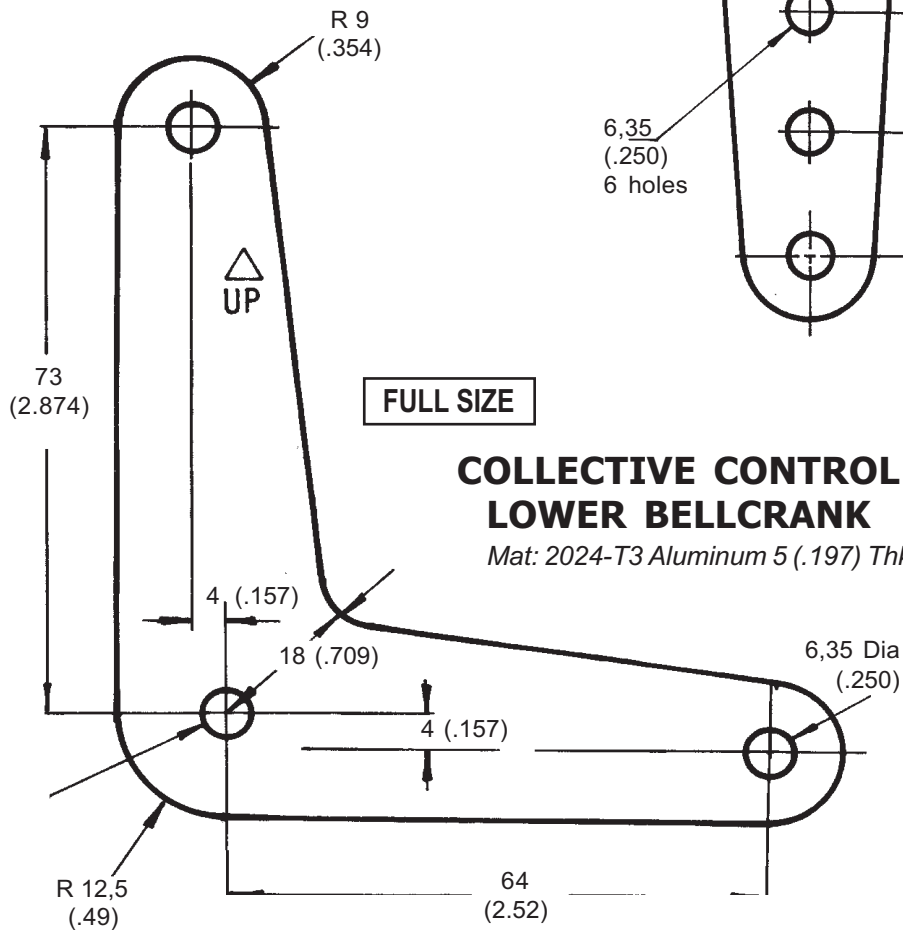 R 9
(.354)
6,35
(.250)
6 holes
UP
73
(2.874)
FULL SIZE
COLLECTIVE CONTROL
LOWER BELLCRANK
Mat: 2024-T3 Aluminum 5 (.197)
4 (.157)
18 (.709)
6,35 Dia
(.250)
4 (.157)
R 12,5
(.49)
64
(2.52)